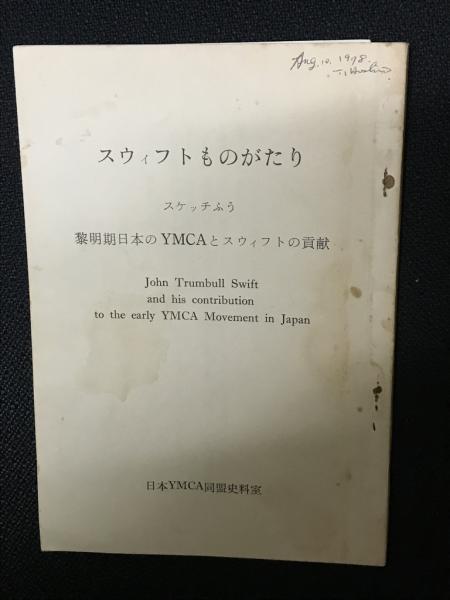 Aug. 10, 1978.
スウィフトものがたり
スケッチふう
黎明期日本のYMCAとスウィフトの貢献
John Trumbull Swift
and his contribution
to the early YMCA Movement in Japan
日本YMCA同盟史料室